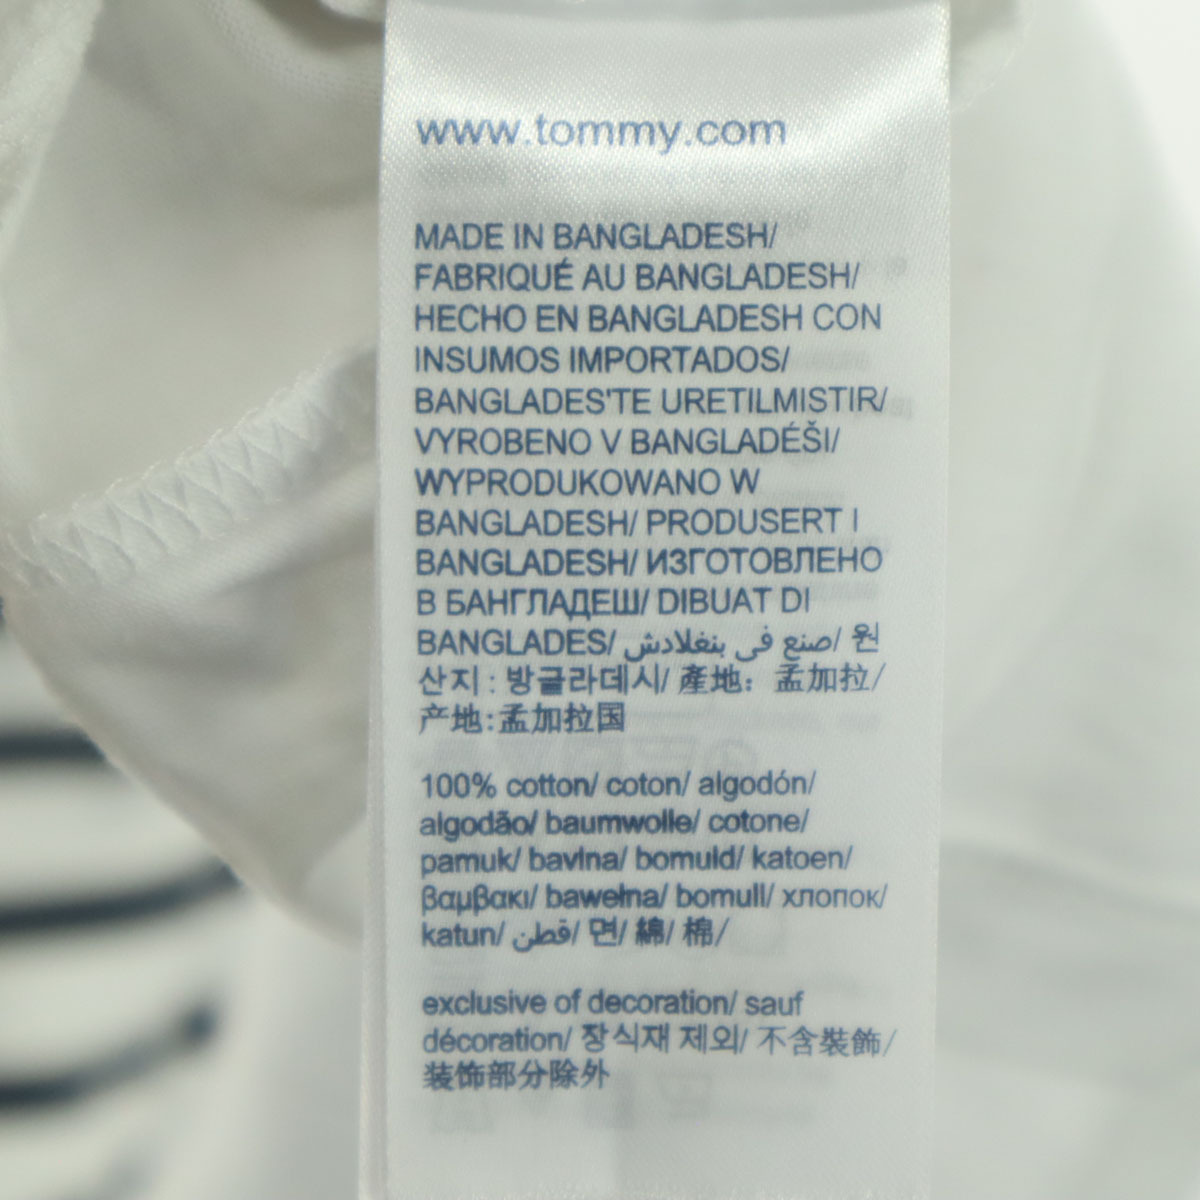 www.tommy.com
MADE IN BANGLADESH/
FABRIQUÉ AU BANGLADESH/
HECHO EN BANGLADESH CON
INSUMOS IMPORTADOS/
BANGLADES'TE URETILMISTIR/
VYROBENO V BANGLADÉŠI/
WYPRODUKOWANO W
BANGLADESH/ PRODUSERT I
BANGLADESH/ ИЗГОТОВЛЕНО
В БАНГЛАДЕШ/ DIBUAT DI
BANGLADES/ صنع في بنغلادش/ 원
산지: 방글라데시/ 產地: 孟加拉/
产地:孟加拉国
100% cotton/ coton/ algodón/
algodão/ baumwolle/ cotone/
pamuk/ bavlna/ bomuld/ katoen/
βαμβακι/ bawełna/ bomull/ хлопок/
katun/ قطن/ 면/ 綿/ 棉/
exclusive of decoration/ sauf
décoration/ 장식재 제외/ 不含裝飾/
装饰部分除外